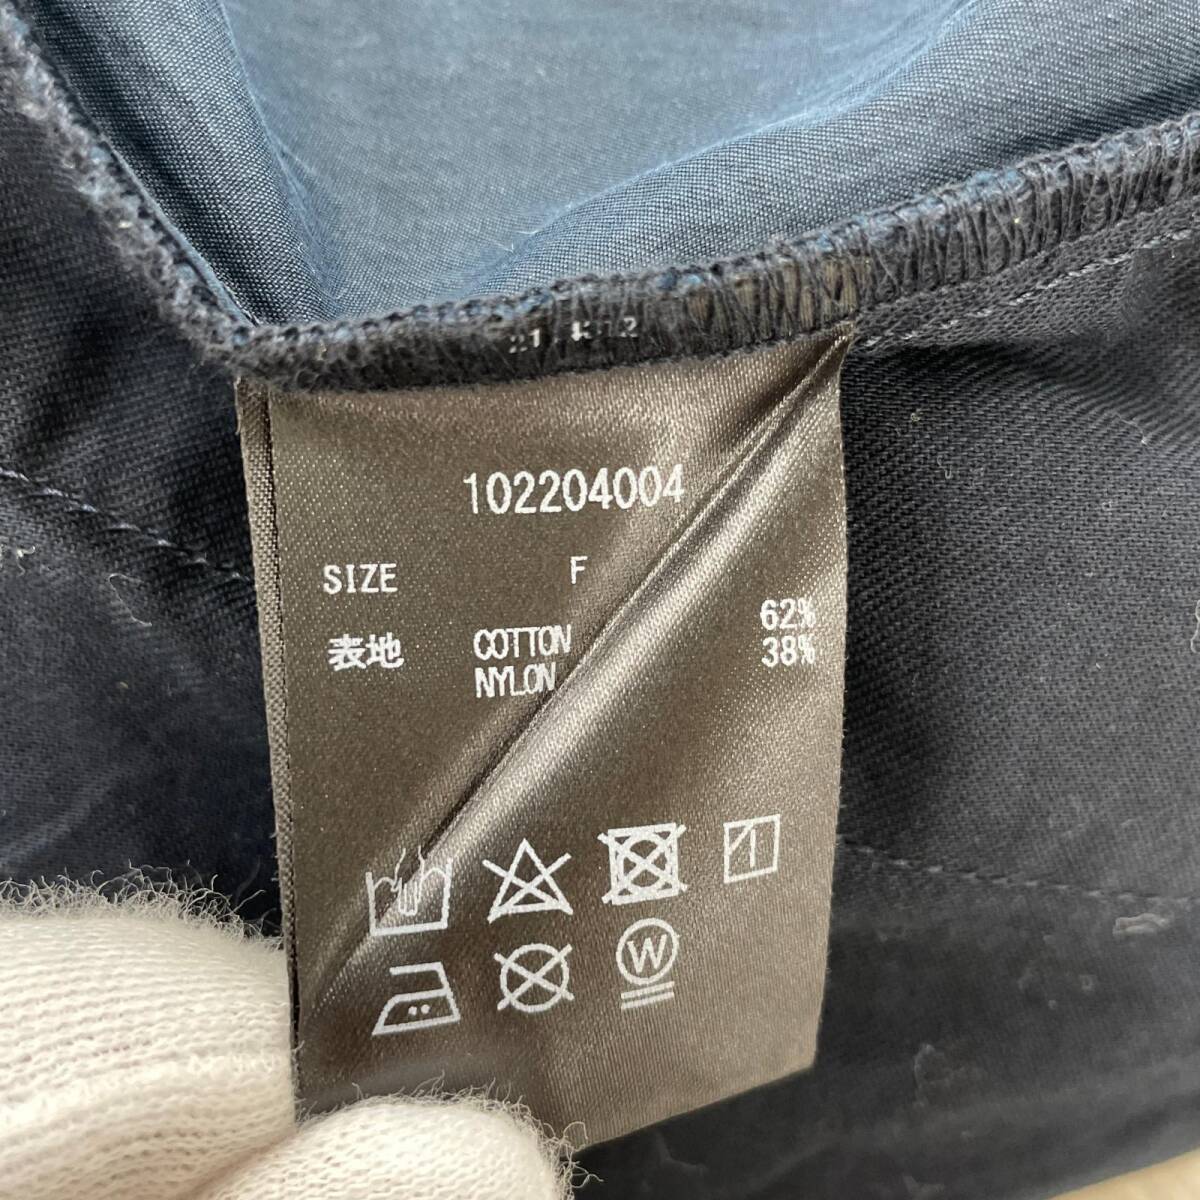 102204004
SIZE F
表地 COTTON 62%
NYLON 38%
W